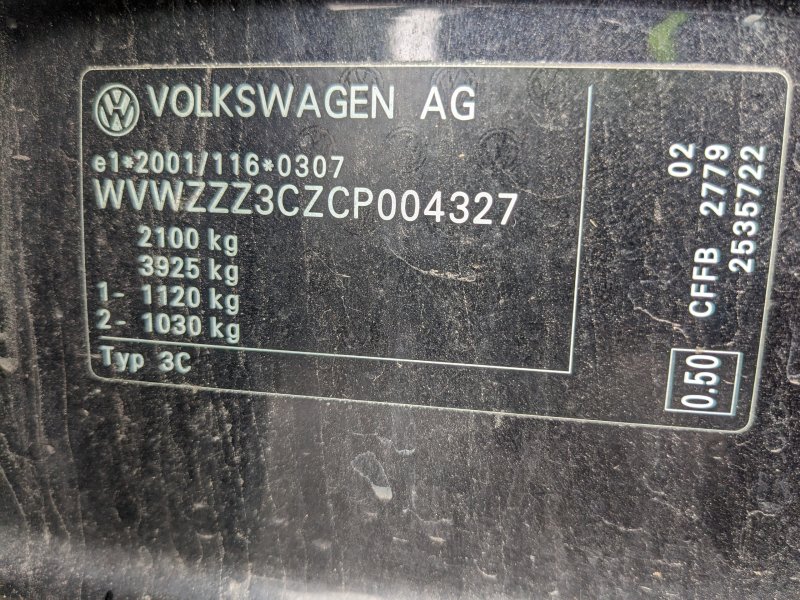 VOLKSWAGEN AG
e1*2001/116*0307
WVWZZZ3CZCP004327
2100 kg
3925 kg
1- 1120 kg
2- 1030 kg
Typ 3C
02
CFFB 2779
2535722
0.50